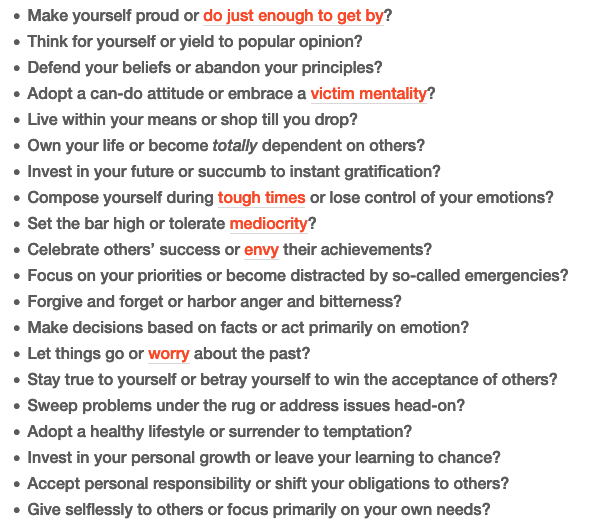 • Make yourself proud or do just enough to get by?
• Think for yourself or yield to popular opinion?
• Defend your beliefs or abandon your principles?
• Adopt a can-do attitude or embrace a victim mentality?
• Live within your means or shop till you drop?
• Own your life or become totally dependent on others?
• Invest in your future or succumb to instant gratification?
• Compose yourself during tough times or lose control of your emotions?
• Set the bar high or tolerate mediocrity?
• Celebrate others’ success or envy their achievements?
• Focus on your priorities or become distracted by so-called emergencies?
• Forgive and forget or harbor anger and bitterness?
• Make decisions based on facts or act primarily on emotion?
• Let things go or worry about the past?
• Stay true to yourself or betray yourself to win the acceptance of others?
• Sweep problems under the rug or address issues head-on?
• Adopt a healthy lifestyle or surrender to temptation?
• Invest in your personal growth or leave your learning to chance?
• Accept personal responsibility or shift your obligations to others?
• Give selflessly to others or focus primarily on your own needs?